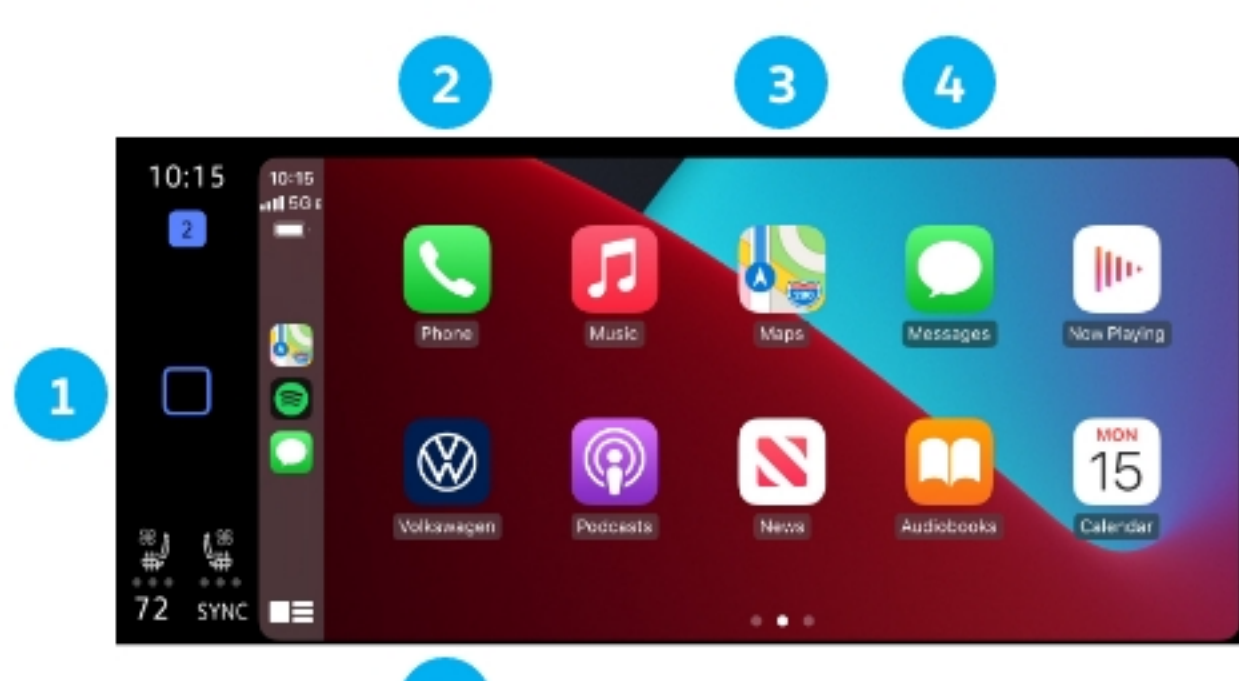 2 3 4
10:15
2
10:15
5G E
Phone Music Maps Messages Now Playing
1
Volkswagen Podcasts News Audiobooks Calendar
MON
15
72 SYNC